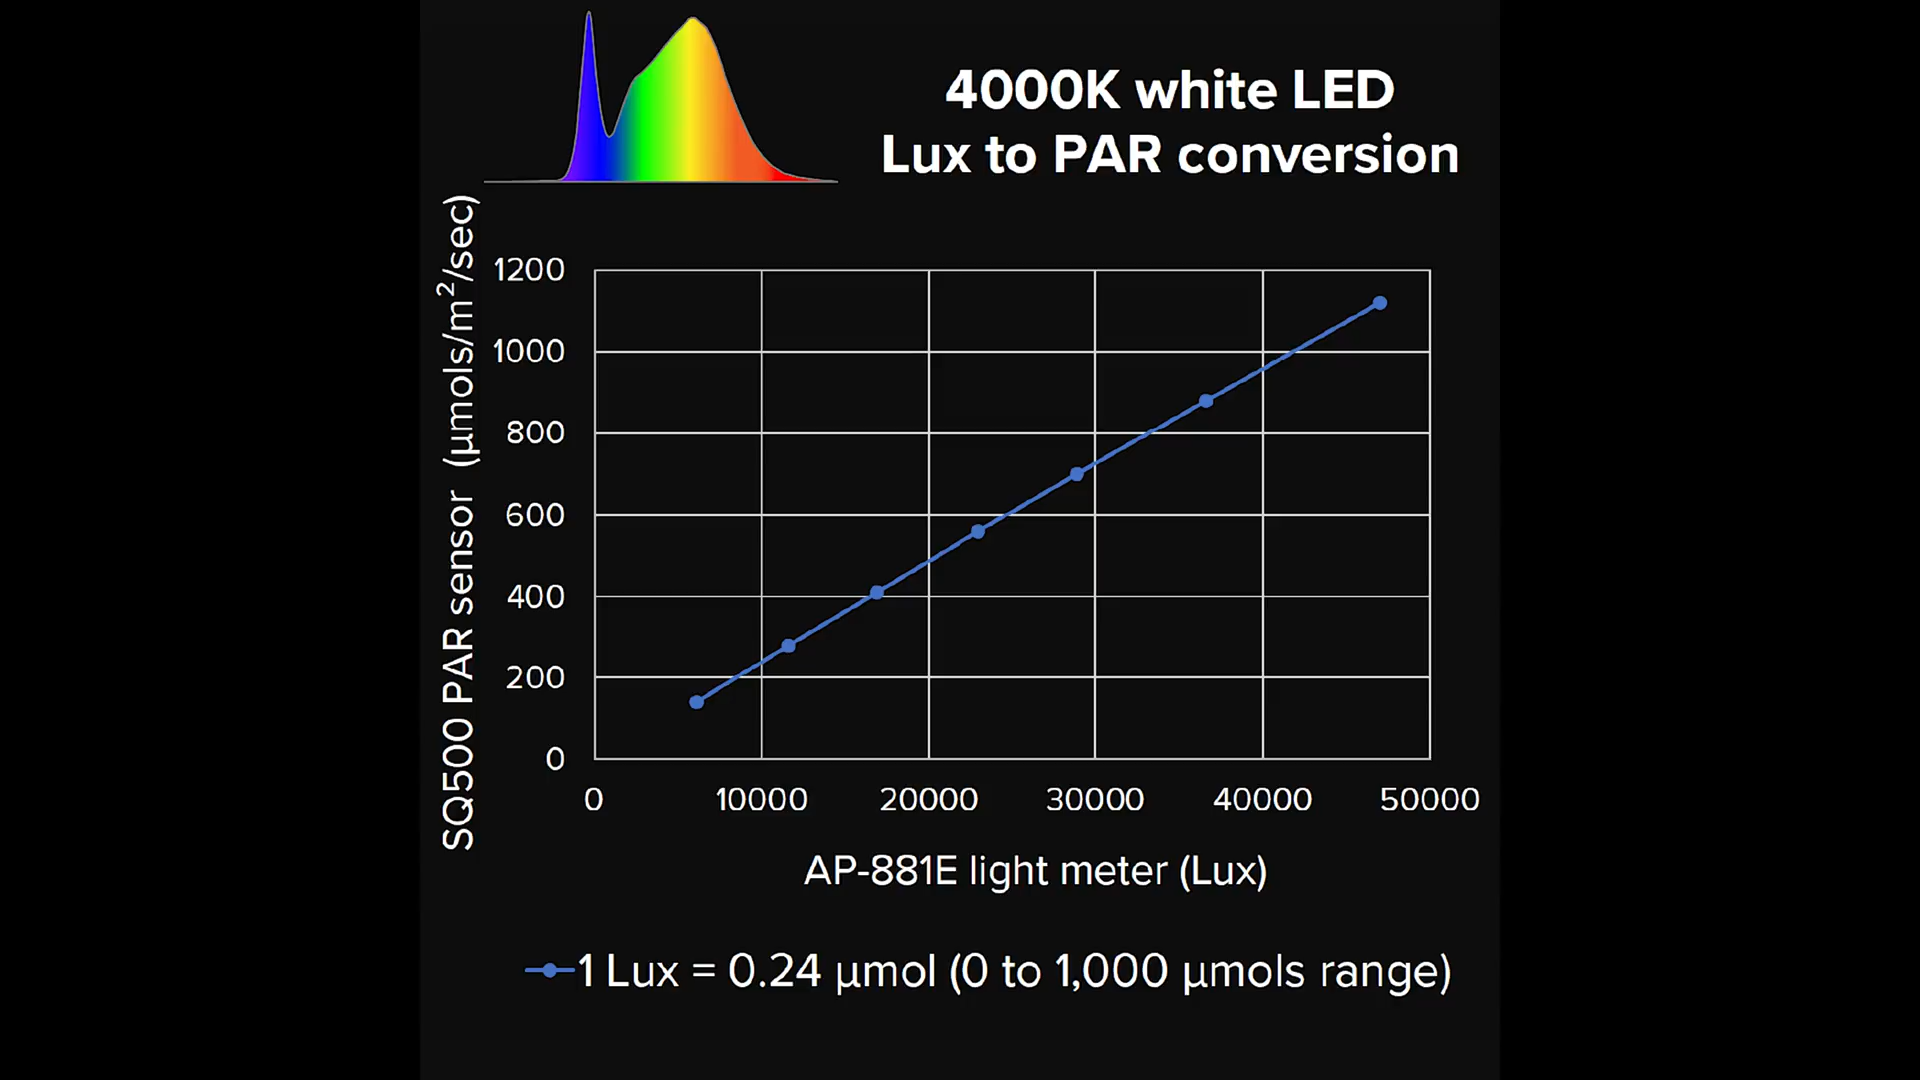 4000K white LED
Lux to PAR conversion
SQ500 PAR sensor (µmols/m²/sec)
1200
1000
800
600
400
200
0
0 10000 20000 30000 40000 50000
AP-881E light meter (Lux)
1 Lux = 0.24 µmol (0 to 1,000 µmols range)